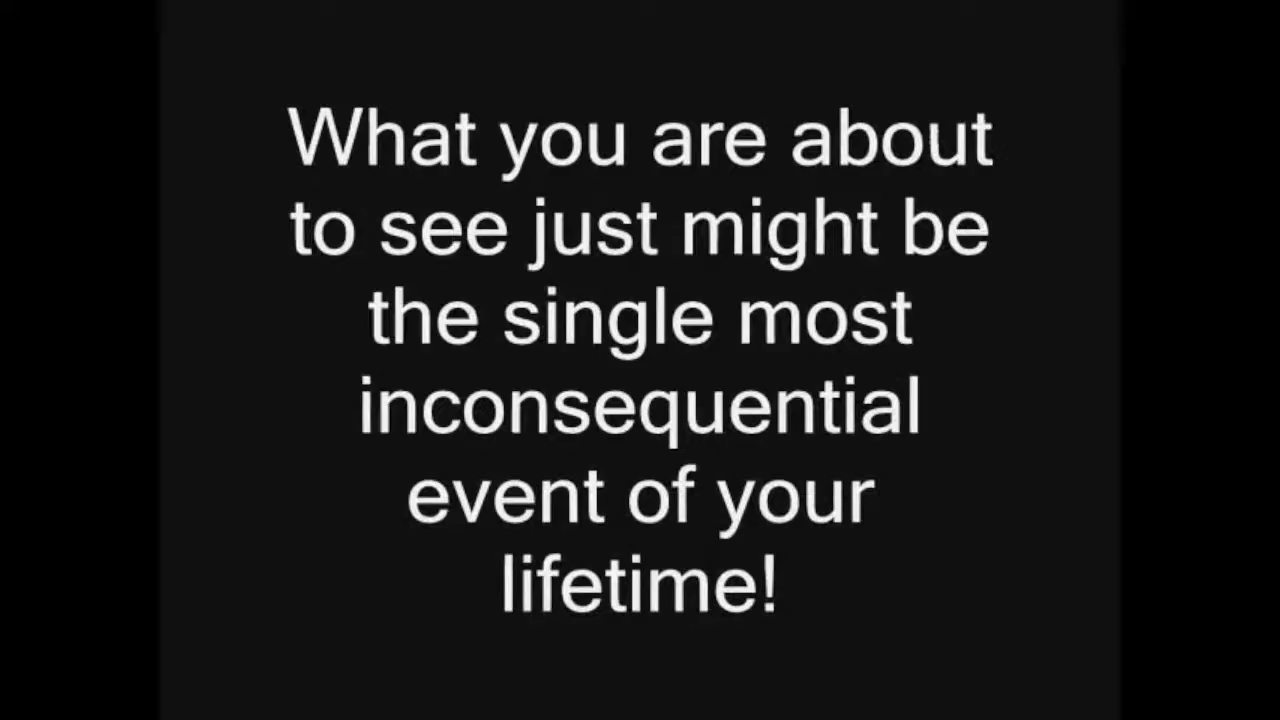 What you are about
to see just might be
the single most
inconsequential
event of your
lifetime!